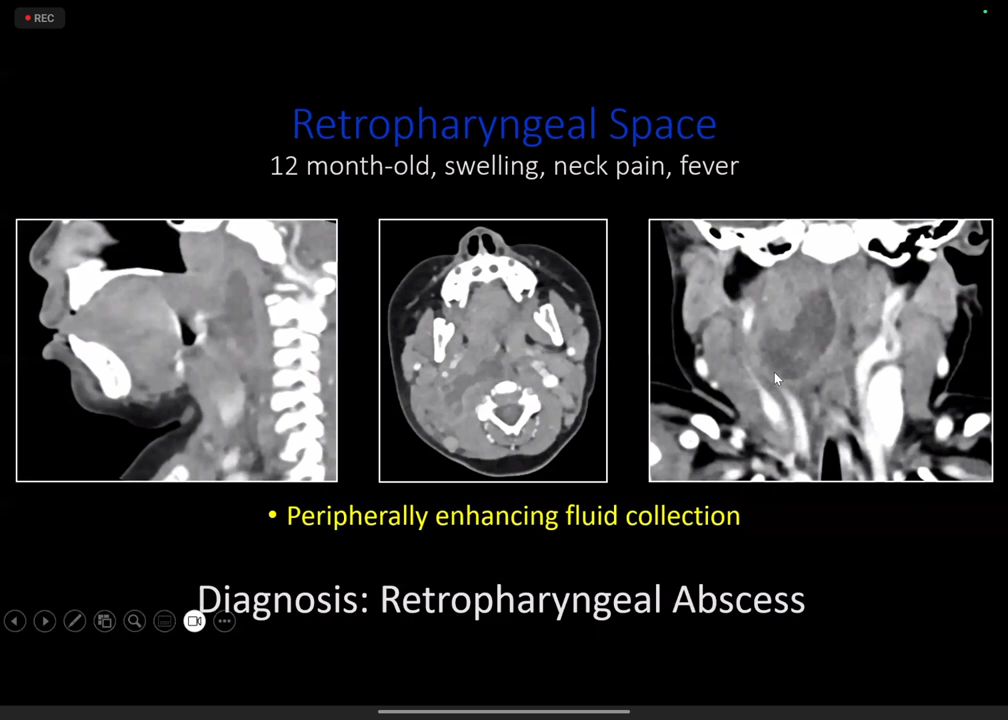 REC
Retropharyngeal Space
12 month-old, swelling, neck pain, fever
• Peripherally enhancing fluid collection
Diagnosis: Retropharyngeal Abscess